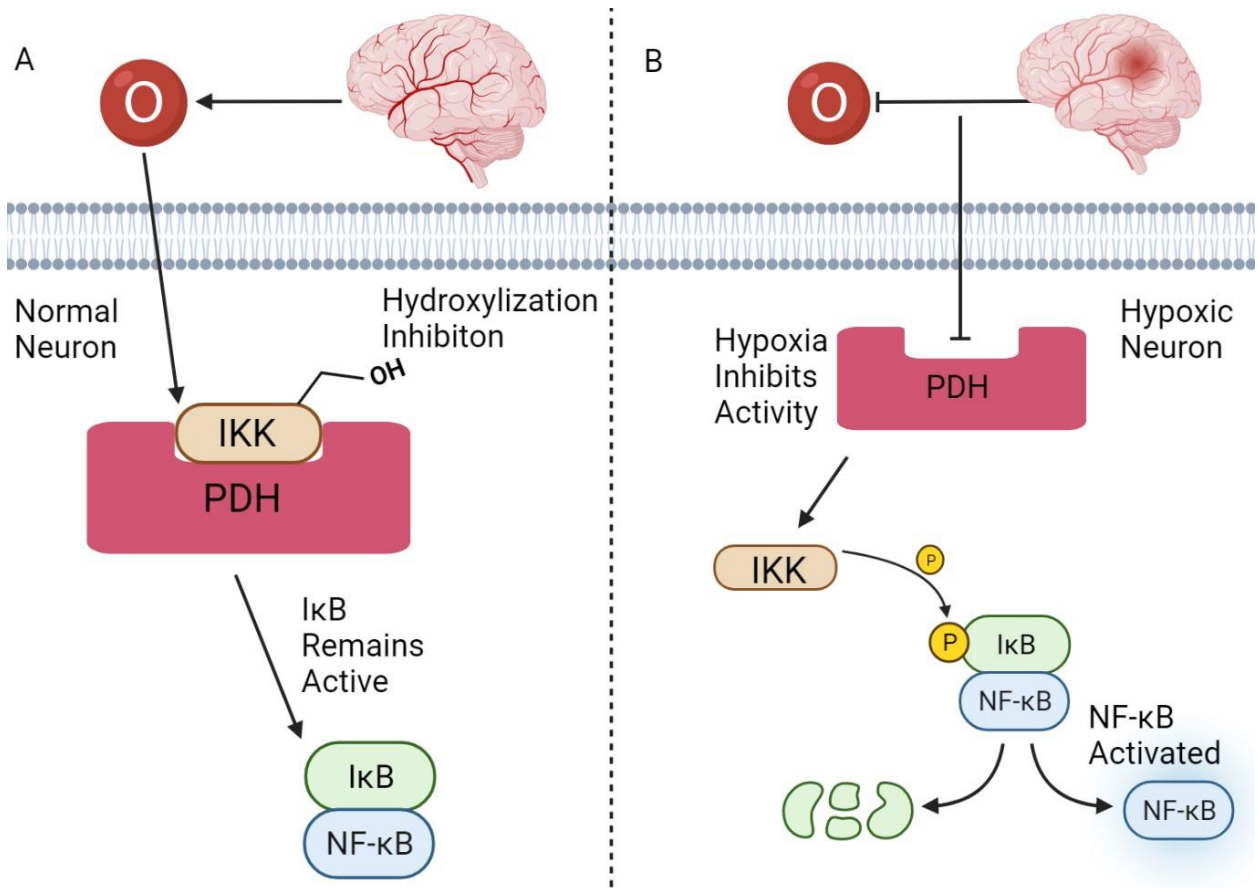 A
O
Normal
Neuron
Hydroxylization
Inhibiton
OH
IKK
PDH
IκB
Remains
Active
IκB
NF-κB
B
O
Hypoxia
Inhibits
Activity
PDH
Hypoxic
Neuron
IKK
P
P
IκB
NF-κB
NF-κB
Activated
NF-κB